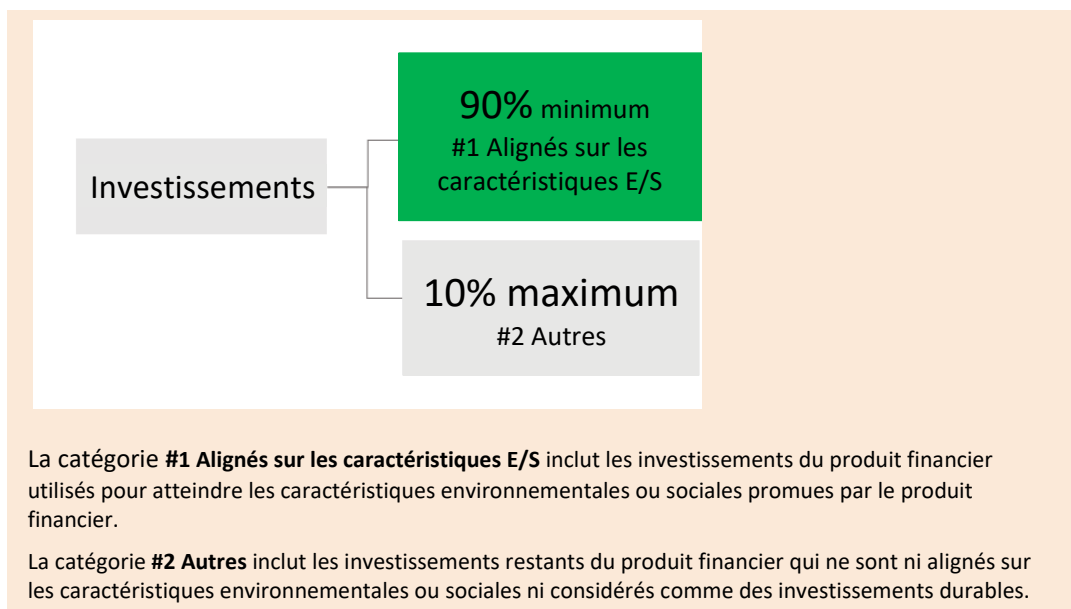 90% minimum
#1 Alignés sur les
caractéristiques E/S
Investissements
10% maximum
#2 Autres
La catégorie #1 Alignés sur les caractéristiques E/S inclut les investissements du produit financier
utilisés pour atteindre les caractéristiques environnementales ou sociales promues par le produit
financier.
La catégorie #2 Autres inclut les investissements restants du produit financier qui ne sont ni alignés sur
les caractéristiques environnementales ou sociales ni considérés comme des investissements durables.